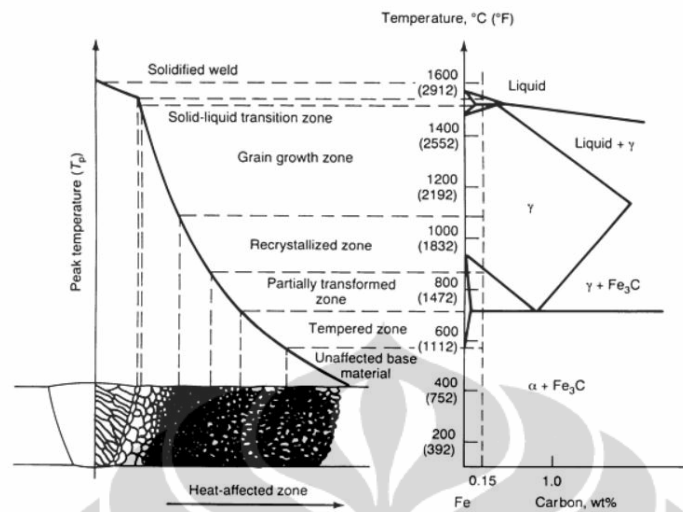 Temperature, °C (°F)
Solidified weld
Solid-liquid transition zone
Grain growth zone
Recrystallized zone
Partially transformed
zone
Tempered zone
Unaffected base
material
Peak temperature (Tp)
Heat-affected zone
1600
(2912)
1400
(2552)
1200
(2192)
1000
(1832)
800
(1472)
600
(1112)
400
(752)
200
(392)
Liquid
Liquid + γ
γ
γ + Fe₃C
α + Fe₃C
0.15
1.0
Fe
Carbon, wt%